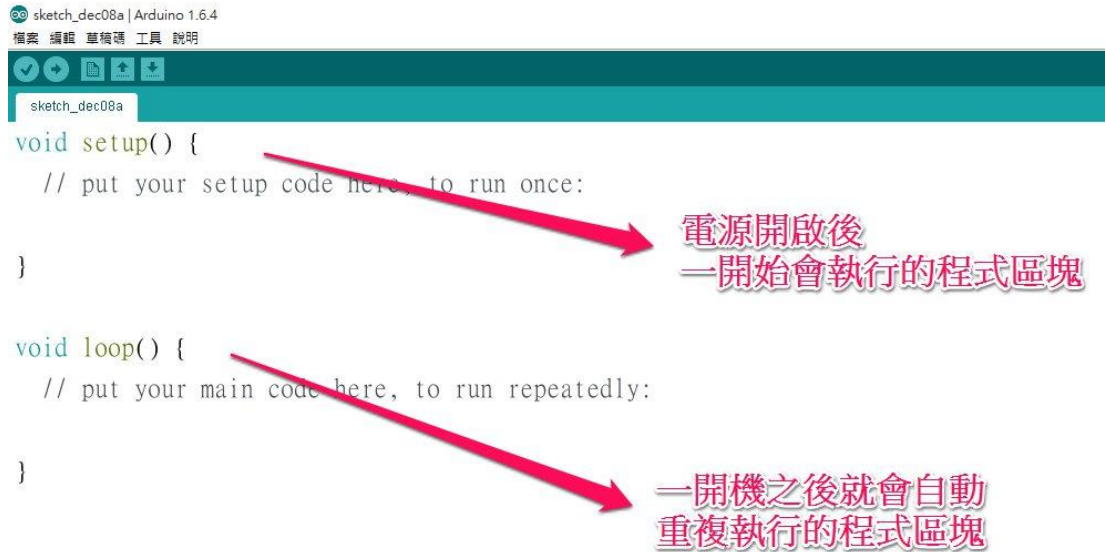 sketch_dec08a | Arduino 1.6.4
檔案 編輯 草稿碼 工具 說明
sketch_dec08a
void setup() {
// put your setup code here, to run once:
電源開啟後
一開始會執行的程式區塊
}
void loop() {
// put your main code here, to run repeatedly:
}
一開機之後就會自動
重複執行的程式區塊